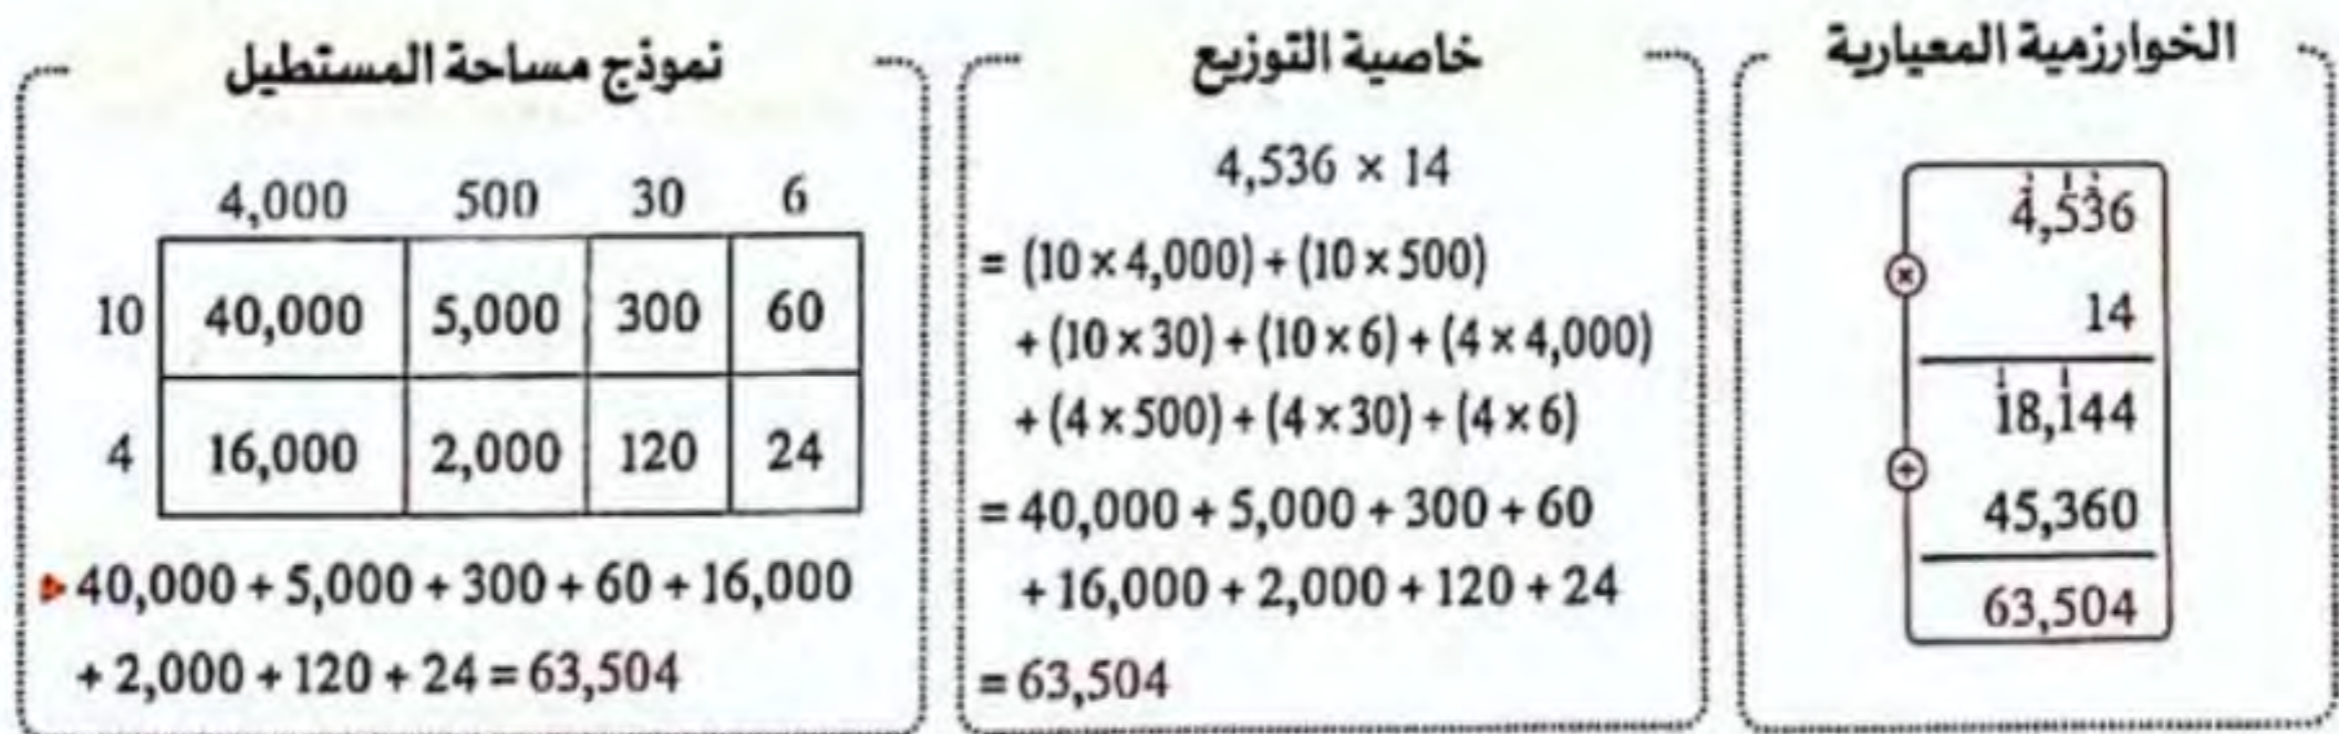 الخوارزمية المعيارية
4,536
×
14
18,144
+
45,360
63,504
خاصية التوزيع
4,536 × 14
= (10 × 4,000) + (10 × 500)
+ (10 × 30) + (10 × 6) + (4 × 4,000)
+ (4 × 500) + (4 × 30) + (4 × 6)
= 40,000 + 5,000 + 300 + 60
+ 16,000 + 2,000 + 120 + 24
= 63,504
نموذج مساحة المستطيل
4,000 500 30 6
10 40,000 5,000 300 60
4 16,000 2,000 120 24
40,000 + 5,000 + 300 + 60 + 16,000
+ 2,000 + 120 + 24 = 63,504